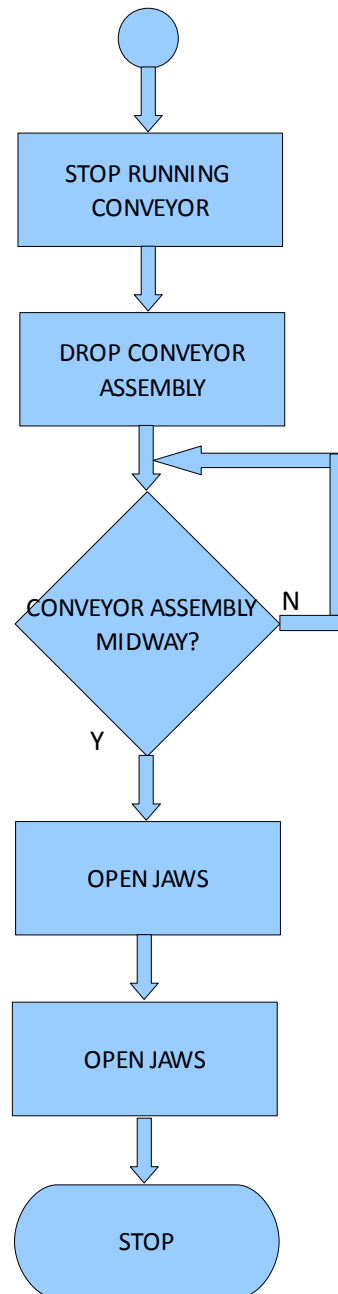 STOP RUNNING
CONVEYOR
DROP CONVEYOR
ASSEMBLY
CONVEYOR ASSEMBLY
MIDWAY?
N
Y
OPEN JAWS
OPEN JAWS
STOP